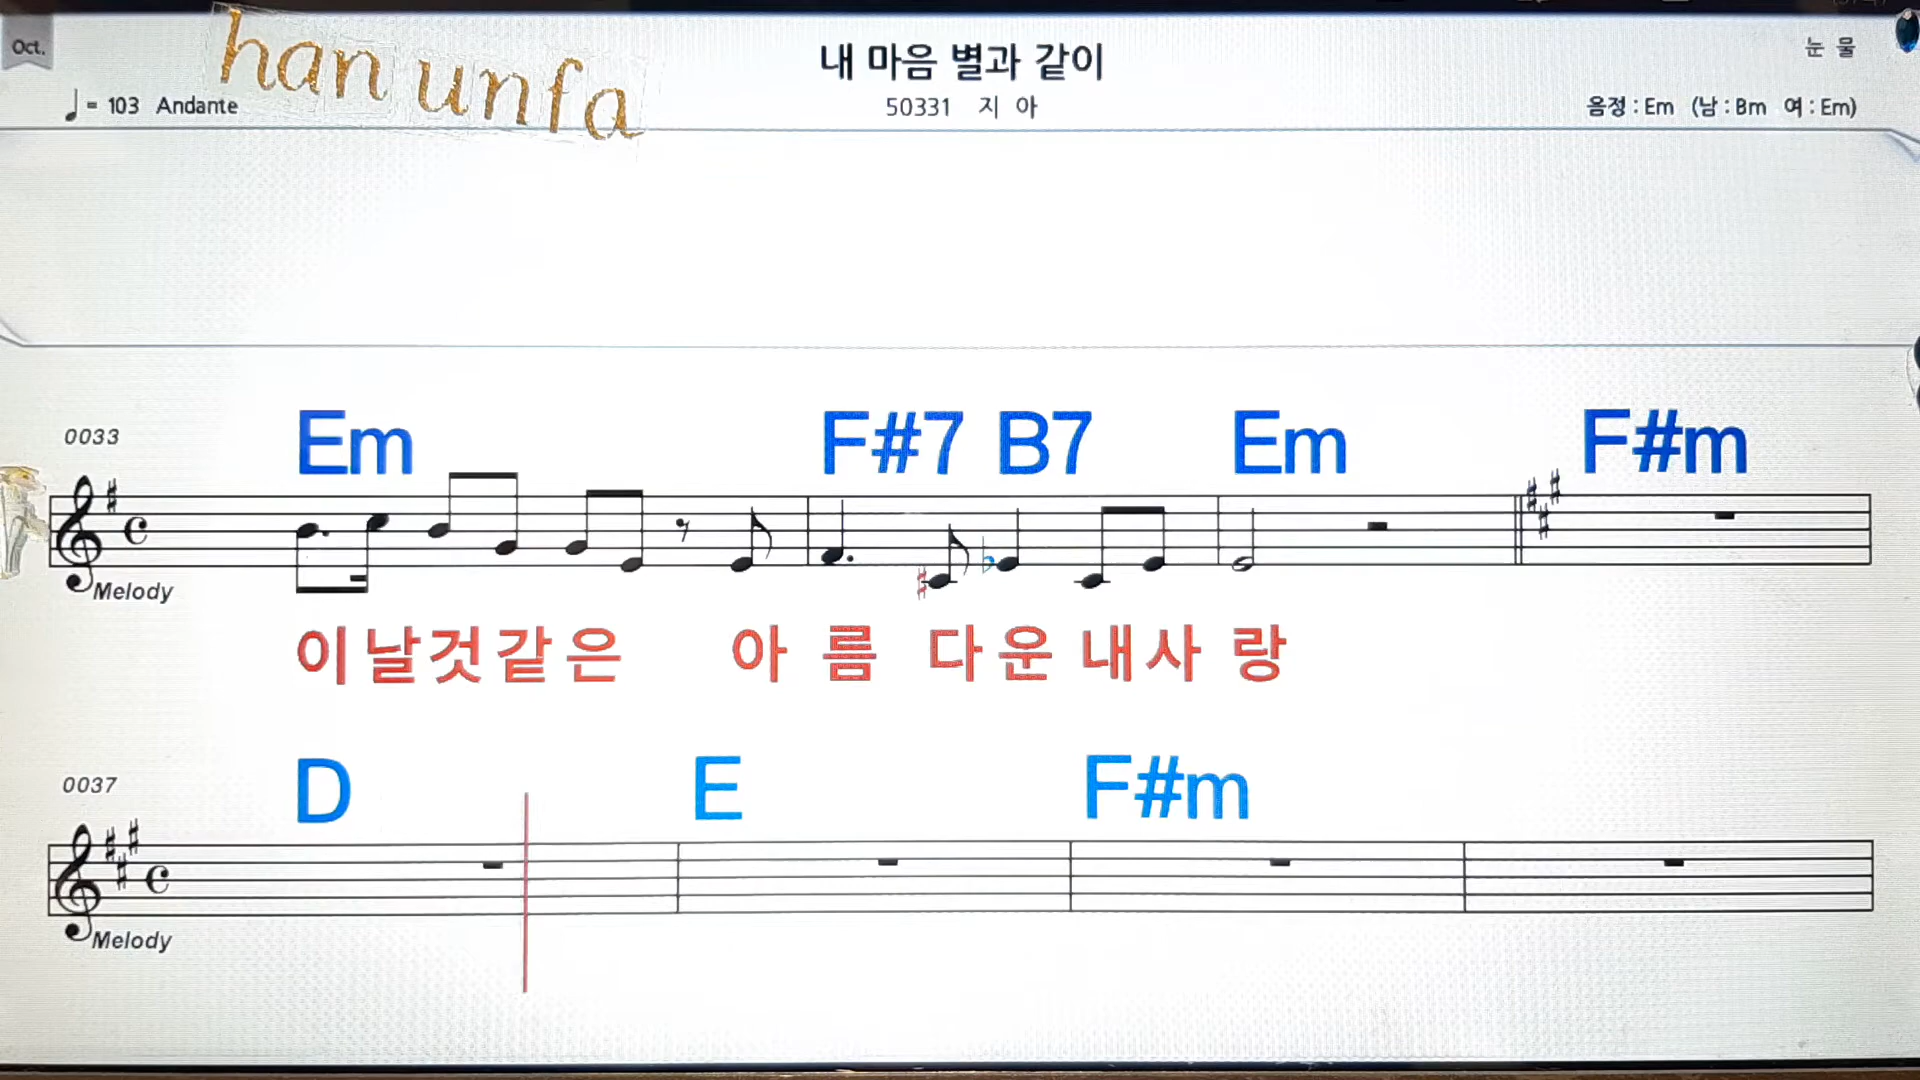 Oct.
han unfa
내 마음 별과 같이
눈 물
♩= 103 Andante
50331 지 아
음정 : Em (남 : Bm 여 : Em)
0033
Em F#7 B7 Em F#m
Melody
이날것같은 아 름 다운 내사 랑
0037
D E F#m
Melody